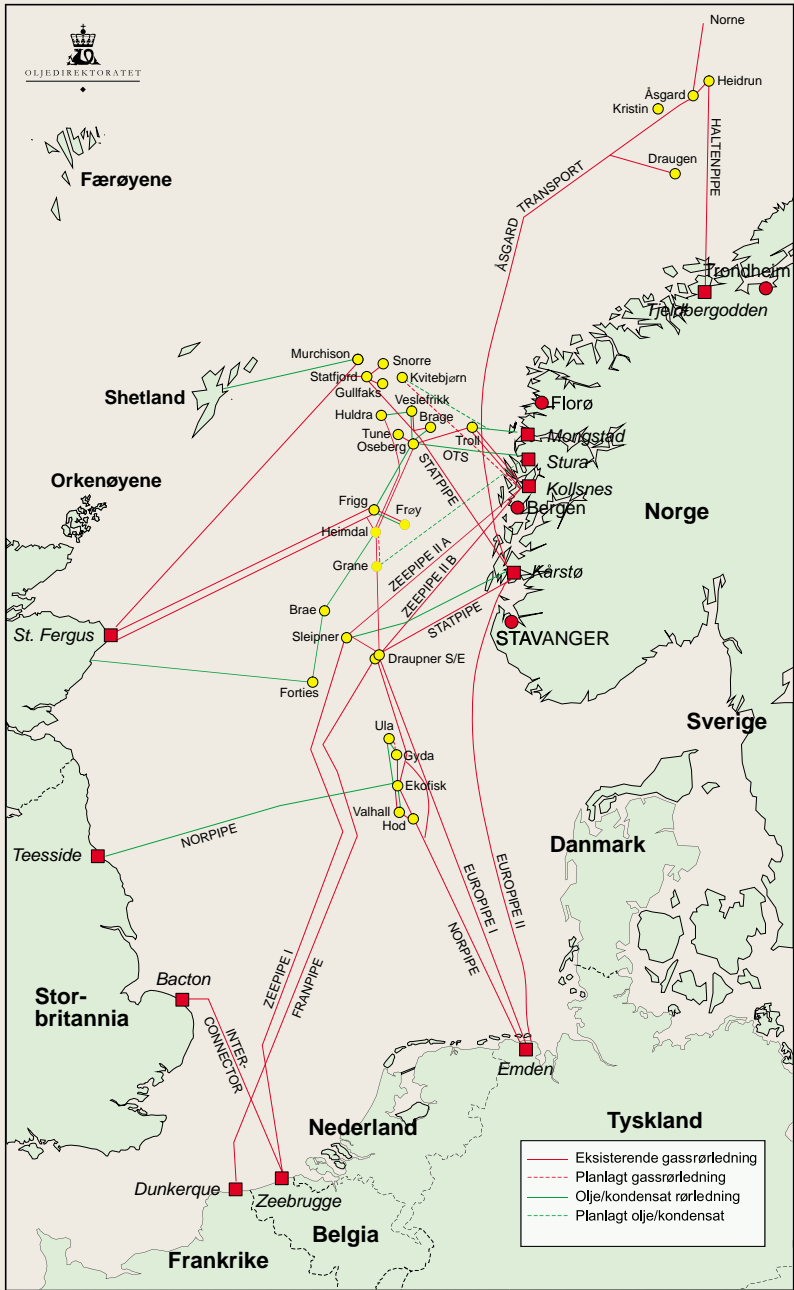 OLJEDIREKTORATET
Norne
Heidrun
Åsgard
Kristin
Draugen
HALTENPIPE
ÅSGARD
TRANSPORT
Færøyene
Trondheim
Tjeldbergodden
Murchison
Snorre
Statfjord
Kvitebjørn
Gullfaks
Shetland
Veslefrikk
Florø
Huldra
Brage
Tune
Troll
Mongstad
Oseberg
OTS
Stura
STATPIPE
Orkenøyene
Kollsnes
Frigg
Frøy
Bergen
Norge
Heimdal
Grane
ZEEPIPE II A
ZEEPIPE II B
Kårstø
Brae
STATPIPE
St. Fergus
Sleipner
STAVANGER
Draupner S/E
Forties
Sverige
Ula
Gyda
Ekofisk
Valhall
Hod
NORPIPE
Teesside
Danmark
EUROPIPE II
EUROPIPE I
NORPIPE
Bacton
ZEEPIPE I
FRANPIPE
Stor-
britannia
INTER-
CONNECTOR
Emden
Nederland
Tyskland
Eksisterende gassrørledning
Planlagt gassrørledning
Olje/kondensat rørledning
Planlagt olje/kondensat
Dunkerque
Zeebrugge
Belgia
Frankrike